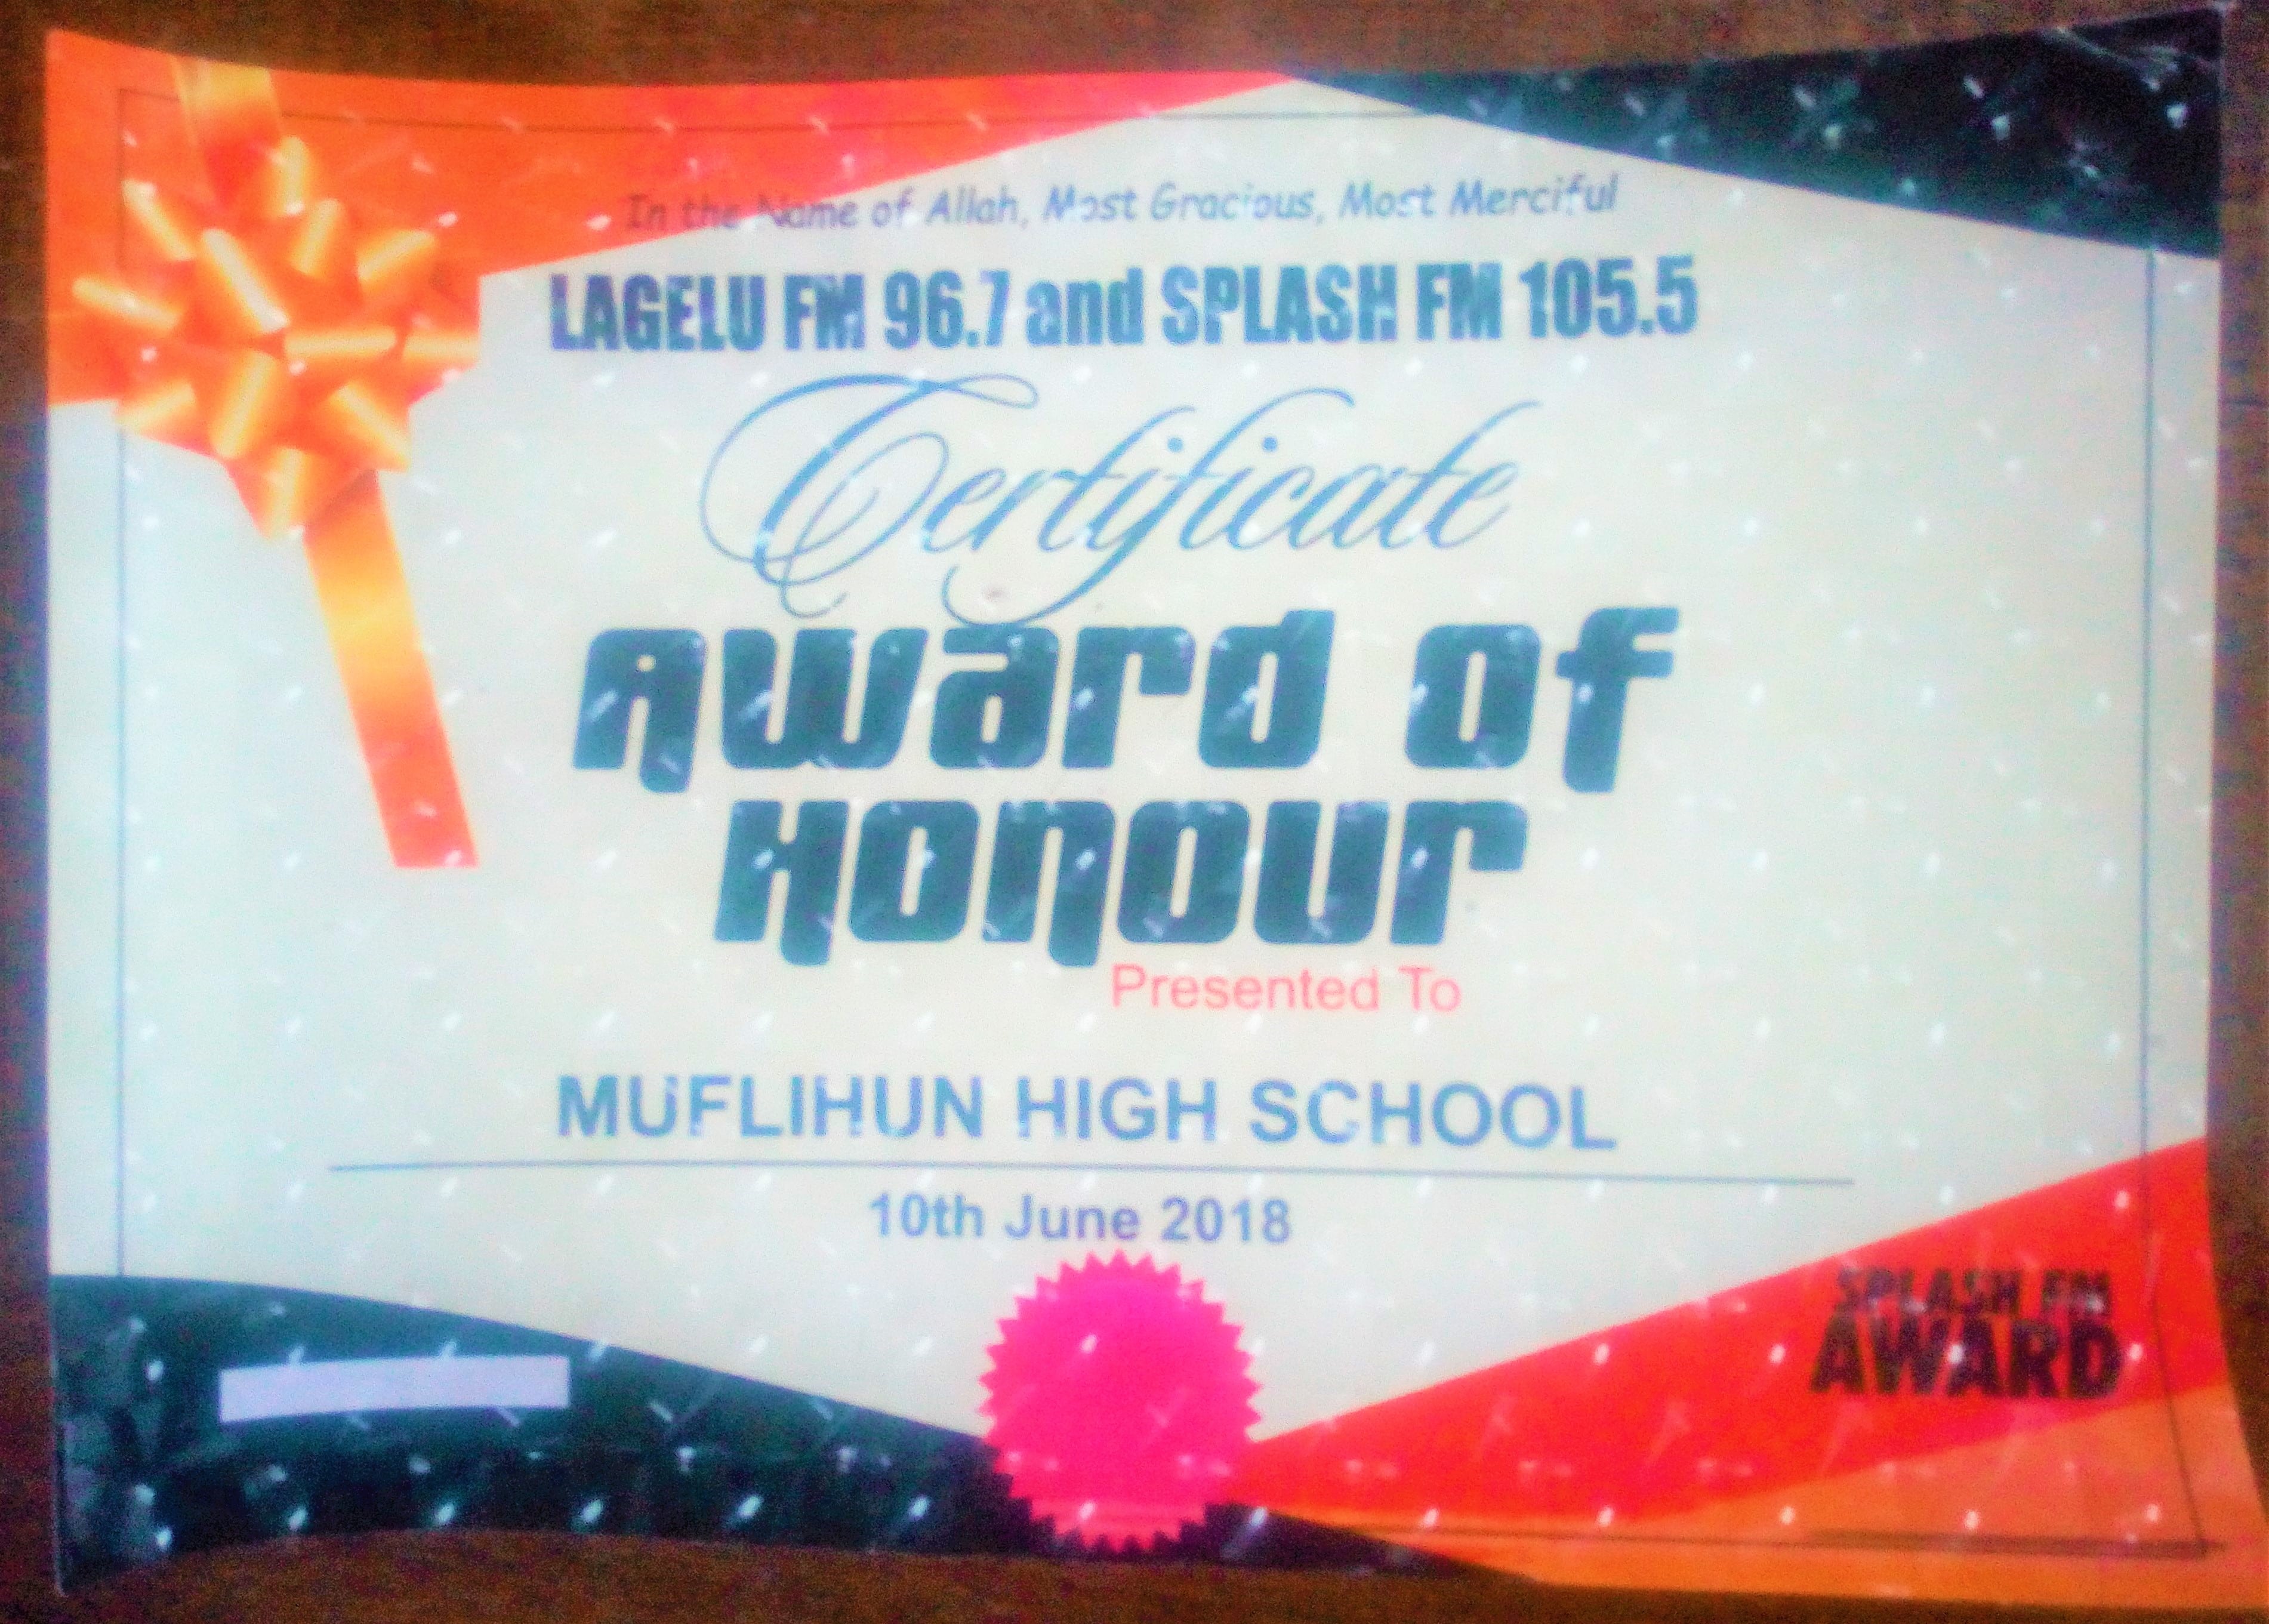 In the Name of Allah, Most Gracious, Most Merciful
LAGELU FM 96.7 and SPLASH FM 105.5
Certificate
Award of
Honour
Presented To
MUFLIHUN HIGH SCHOOL
10th June 2018
SPLASH FM
AWARD